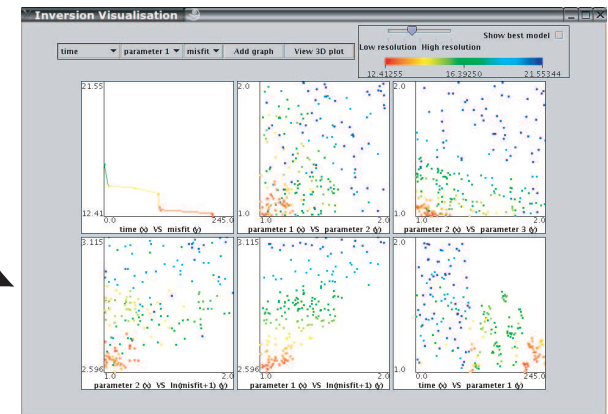 Inversion Visualisation
Show best model
time parameter 1 misfit Add graph View 3D plot
Low resolution High resolution
12.41255 16.39250 21.55344
21.55
12.41
0.0 245.0
time (x) VS misfit (y)
2.0
1.0
1.0 2.0
parameter 1 (x) VS parameter 2 (y)
2.0
1.0
1.0 2.0
parameter 2 (x) VS parameter 3 (y)
3.115
2.596
1.0 2.0
parameter 2 (x) VS ln(misfit+1) (y)
3.115
2.596
1.0 2.0
parameter 1 (x) VS ln(misfit+1) (y)
2.0
1.0
0.0 245.0
time (x) VS parameter 1 (y)